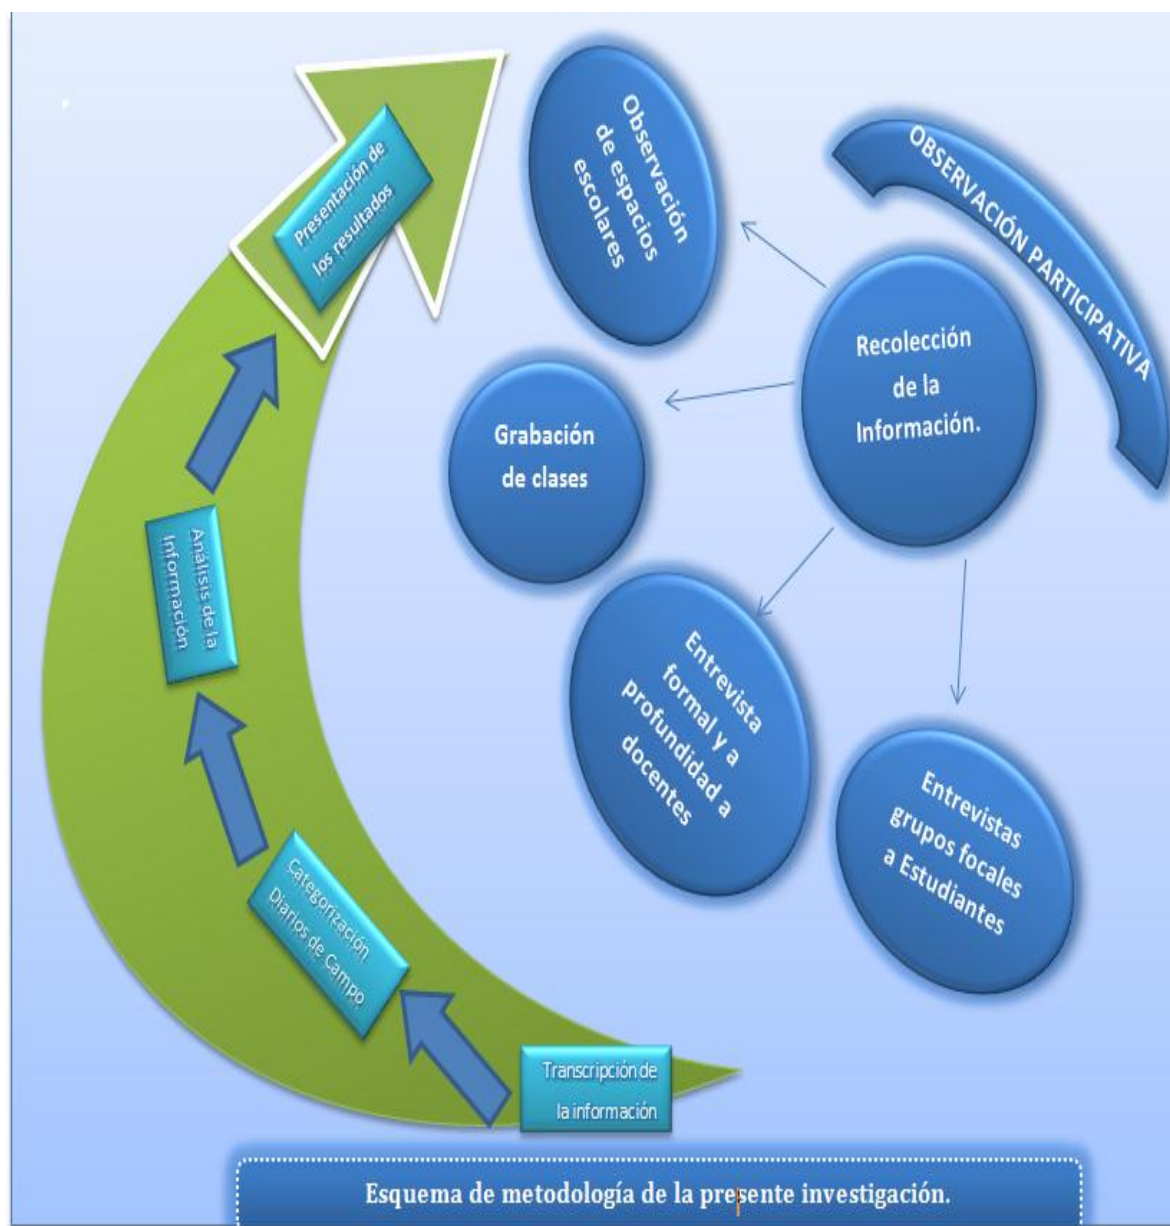 OBSERVACIÓN PARTICIPATIVA
Recolección
de la
Información.
Observación
de espacios
escolares
Grabación
de clases
Entrevista
formal y a
profundidad a
docentes
Entrevistas
grupos focales
a Estudiantes
Transcripción de
la información
Categorización
Diarios de Campo
Análisis de la
Información
Presentación de
los resultados
Esquema de metodología de la presente investigación.